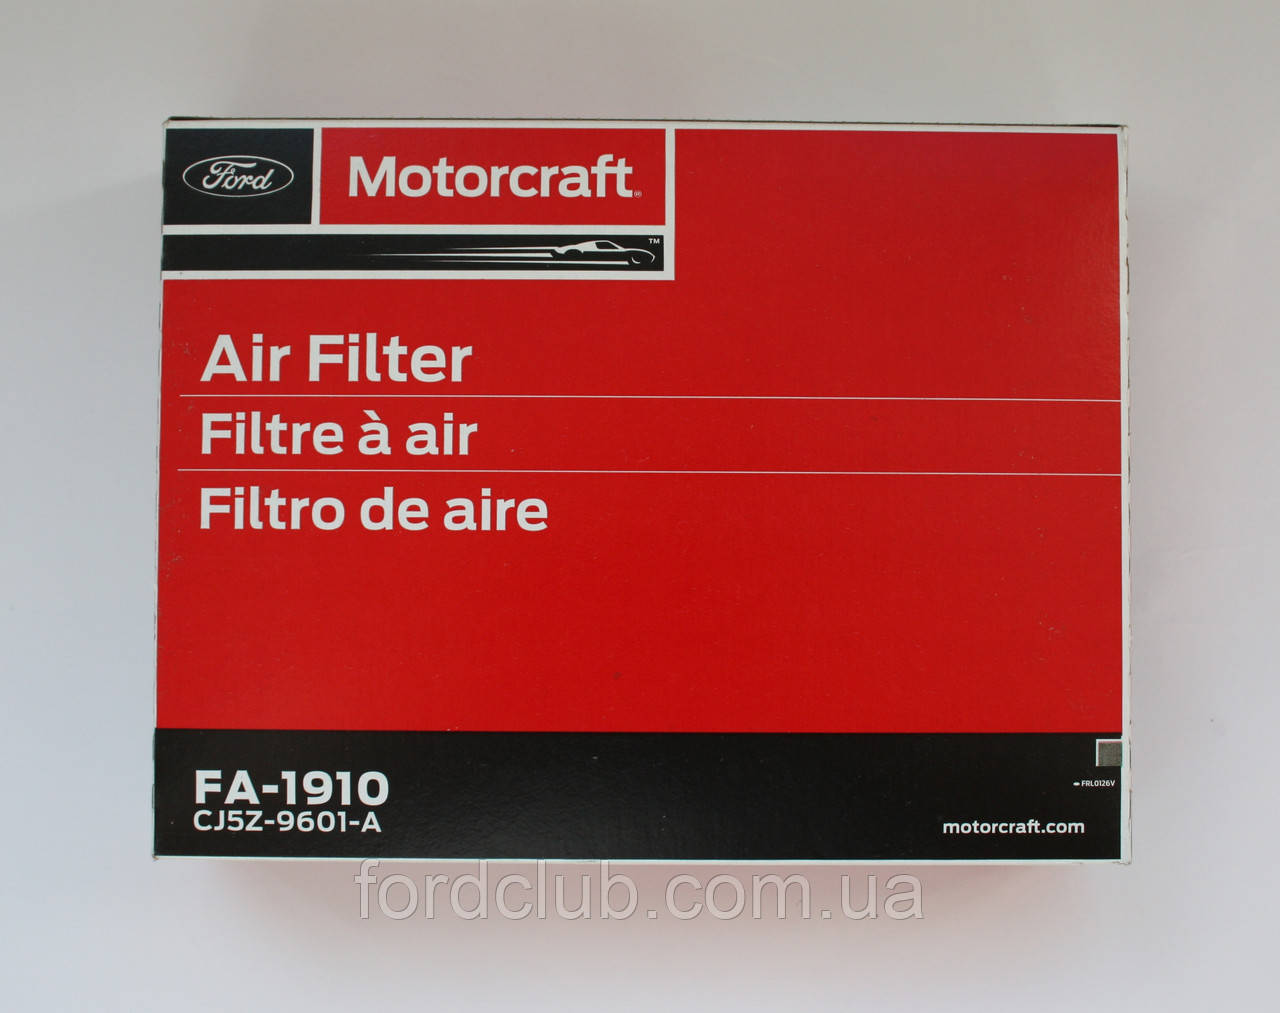 Ford
Motorcraft®
TM
Air Filter
Filtre à air
Filtro de aire
FA-1910
CJ5Z-9601-A
FRL0126V
motorcraft.com
fordclub.com.ua